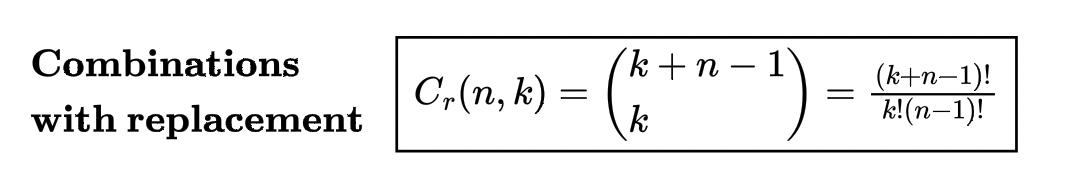 Combinations
with replacement
C_r(n, k) = \binom{k + n − 1}{k} = \frac{(k+n−1)!}{k!(n−1)!}